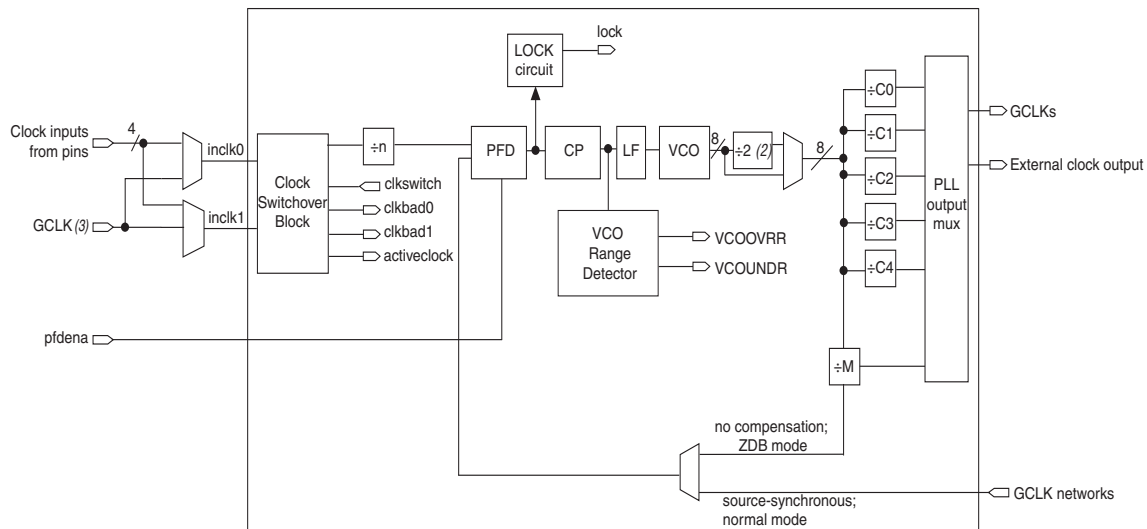 lock
LOCK
circuit
÷C0
GCLKs
4
Clock inputs
from pins
inclk0
÷n
PFD
CP
LF
VCO
8
÷2 (2)
8
÷C1
External clock output
Clock
Switchover
Block
clkswitch
÷C2
PLL
output
mux
GCLK (3)
inclk1
clkbad0
clkbad1
activeclock
VCO
Range
Detector
VCOOVRR
VCOUNDR
÷C3
÷C4
pfdena
÷M
no compensation;
ZDB mode
source-synchronous;
normal mode
GCLK networks